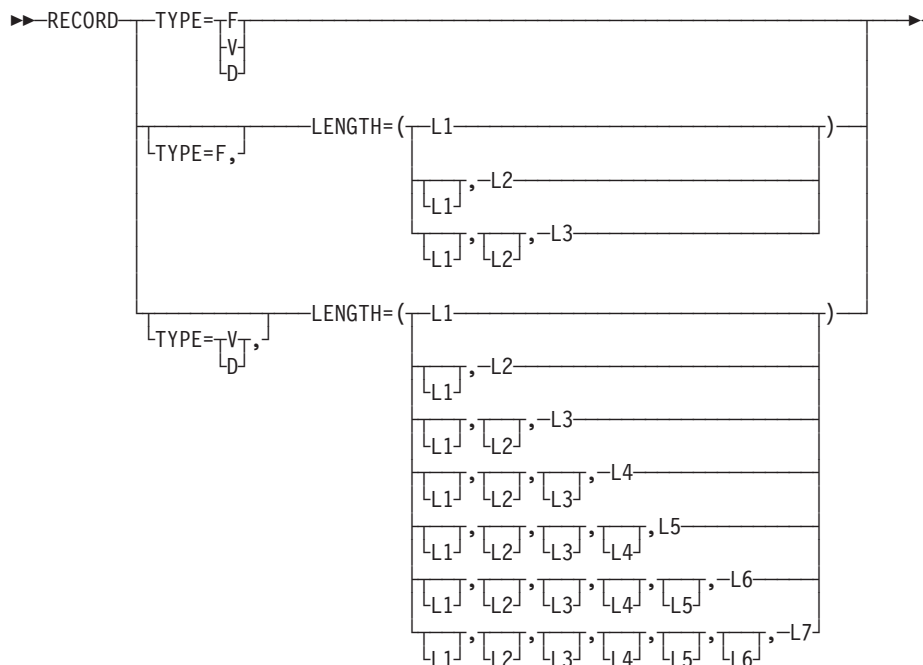 RECORD TYPE= F
V
D
TYPE=F, LENGTH=( L1 )
L1 , L2
L1 , L2 , L3
TYPE= V , LENGTH=( L1 )
D
L1 , L2
L1 , L2 , L3
L1 , L2 , L3 , L4
L1 , L2 , L3 , L4 ,L5
L1 , L2 , L3 , L4 , L5 , L6
L1 , L2 , L3 , L4 , L5 , L6 , L7